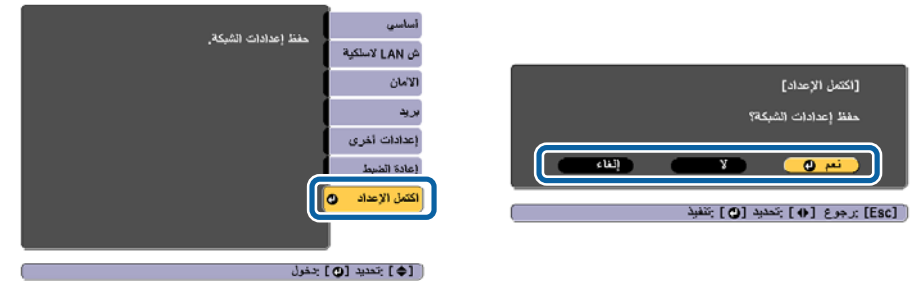 أساسي
ش LAN لاسلكية
الأمان
بريد
إعدادات أخرى
إعادة الضبط
اكتمل الإعداد
حفظ إعدادات الشبكة.
[ ] :تحديد [ ] :دخول
[اكتمل الإعداد]
حفظ إعدادات الشبكة؟
نعم لا إلغاء
[Esc] :رجوع [ ] :تحديد [ ] :تنفيذ